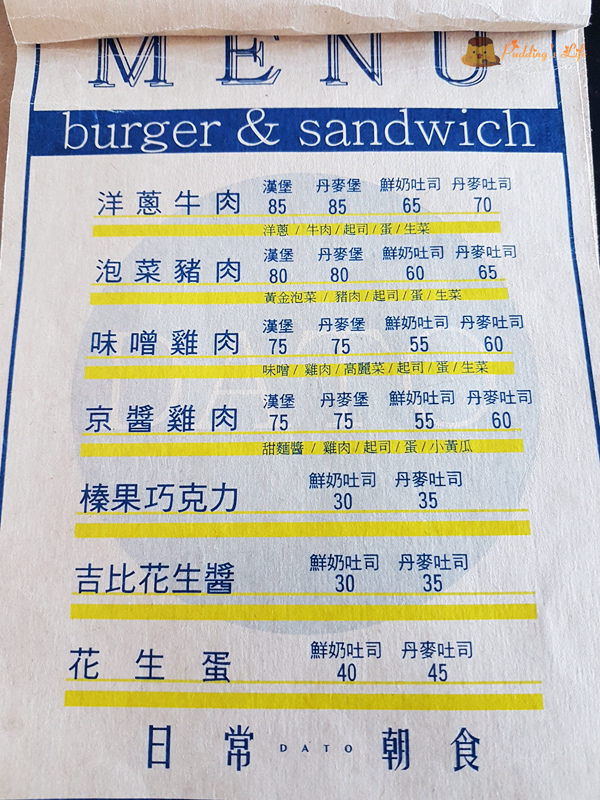 Pudding's Life
MENU
burger & sandwich
漢堡 丹麥堡 鮮奶吐司 丹麥吐司
洋蔥牛肉 85 85 65 70
洋蔥 / 牛肉 / 起司 / 蛋 / 生菜
漢堡 丹麥堡 鮮奶吐司 丹麥吐司
泡菜豬肉 80 80 60 65
黃金泡菜 / 豬肉 / 起司 / 蛋 / 生菜
漢堡 丹麥堡 鮮奶吐司 丹麥吐司
味噌雞肉 75 75 55 60
味噌 / 雞肉 / 高麗菜 / 起司 / 蛋 / 生菜
漢堡 丹麥堡 鮮奶吐司 丹麥吐司
京醬雞肉 75 75 55 60
甜麵醬 / 雞肉 / 起司 / 蛋 / 小黃瓜
鮮奶吐司 丹麥吐司
榛果巧克力 30 35
鮮奶吐司 丹麥吐司
吉比花生醬 30 35
鮮奶吐司 丹麥吐司
花生蛋 40 45
日常 DATO 朝食